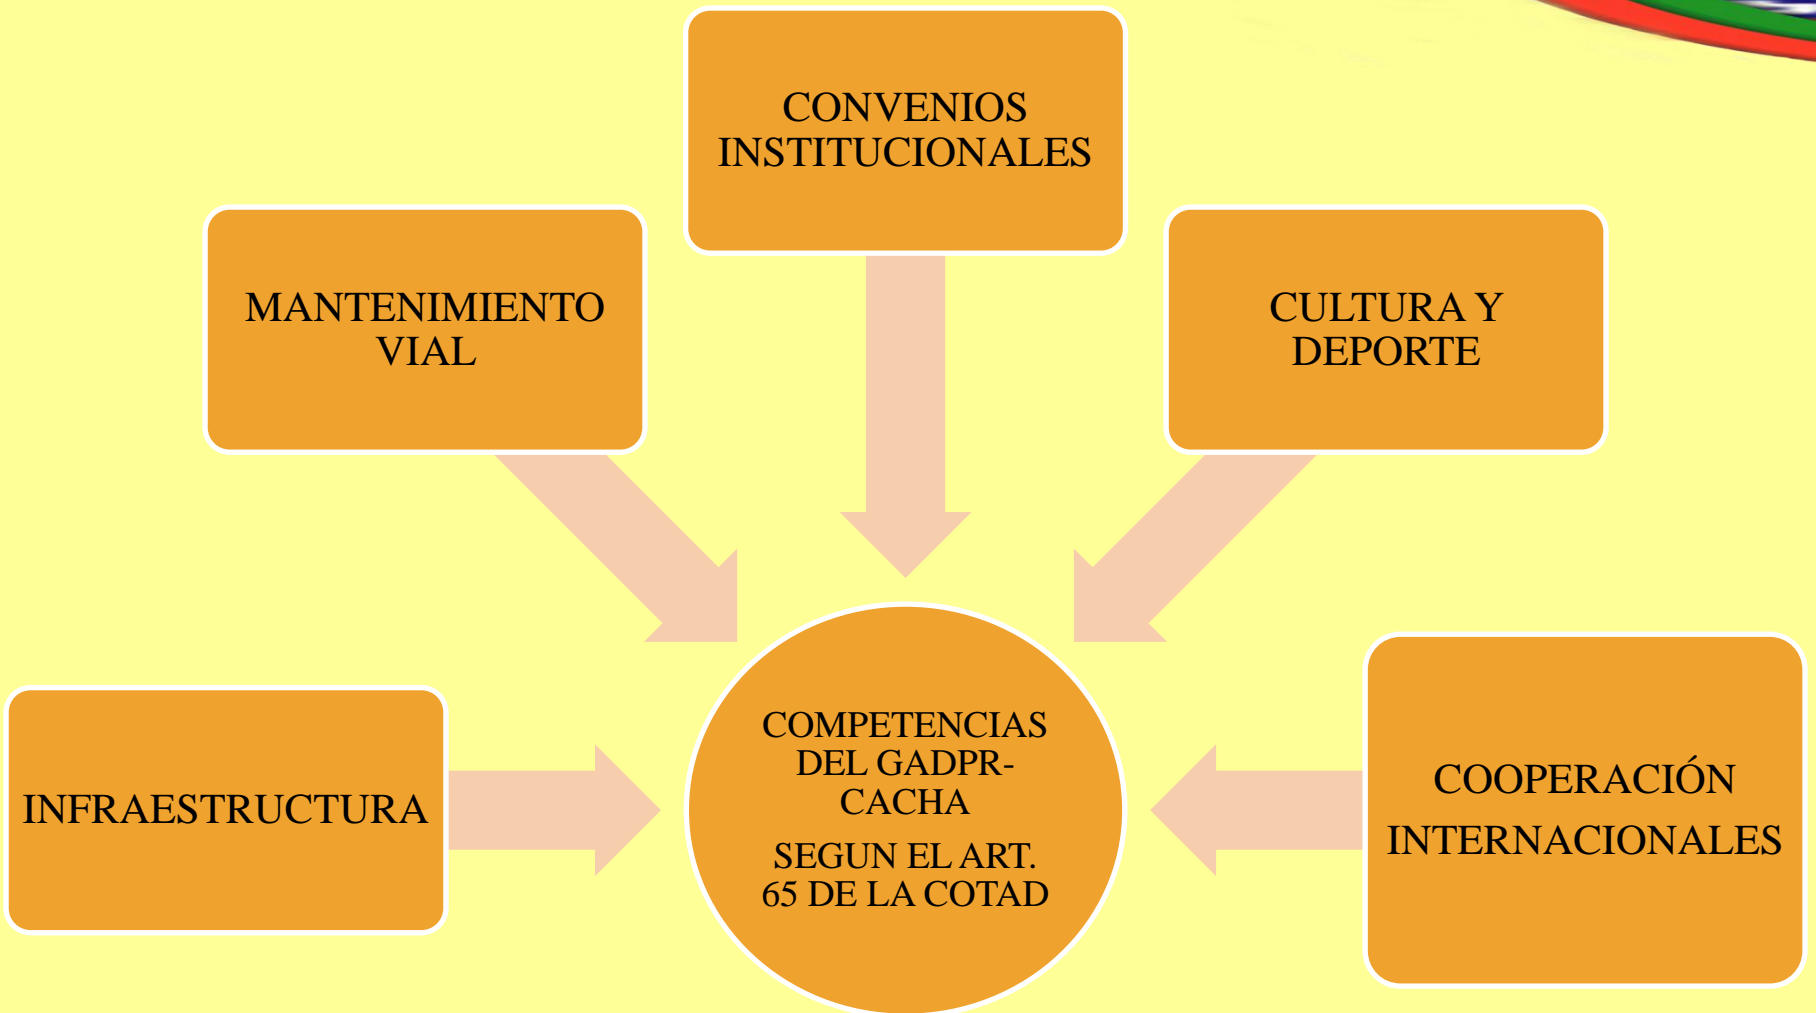 CONVENIOS
INSTITUCIONALES
MANTENIMIENTO
VIAL
CULTURA Y
DEPORTE
INFRAESTRUCTURA
COMPETENCIAS
DEL GADPR-
CACHA
SEGUN EL ART.
65 DE LA COTAD
COOPERACIÓN
INTERNACIONALES